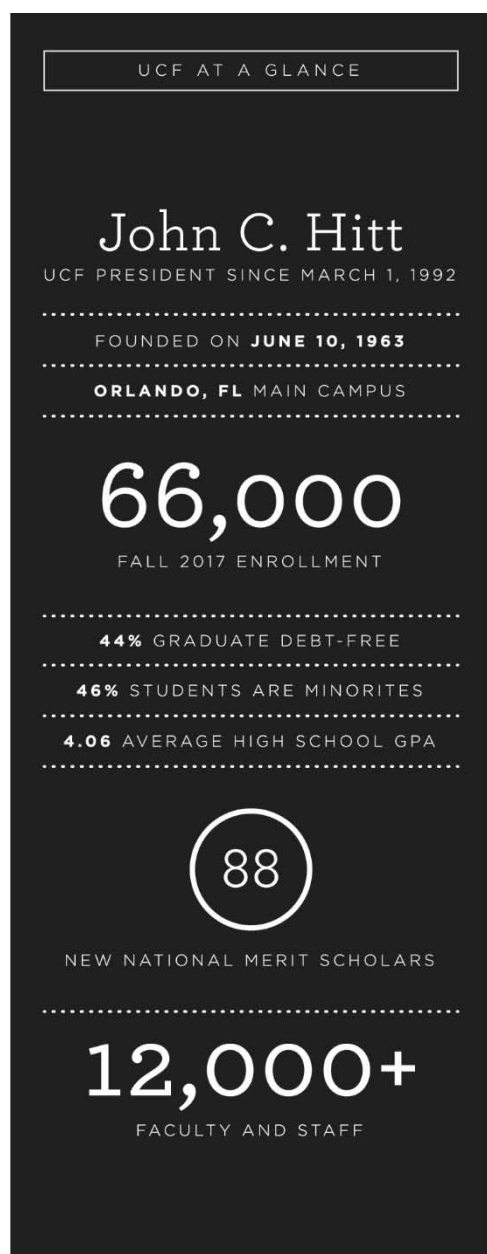 UCF AT A GLANCE
John C. Hitt
UCF PRESIDENT SINCE MARCH 1, 1992
FOUNDED ON JUNE 10, 1963
ORLANDO, FL MAIN CAMPUS
66,000
FALL 2017 ENROLLMENT
44% GRADUATE DEBT-FREE
46% STUDENTS ARE MINORITES
4.06 AVERAGE HIGH SCHOOL GPA
88
NEW NATIONAL MERIT SCHOLARS
12,000+
FACULTY AND STAFF